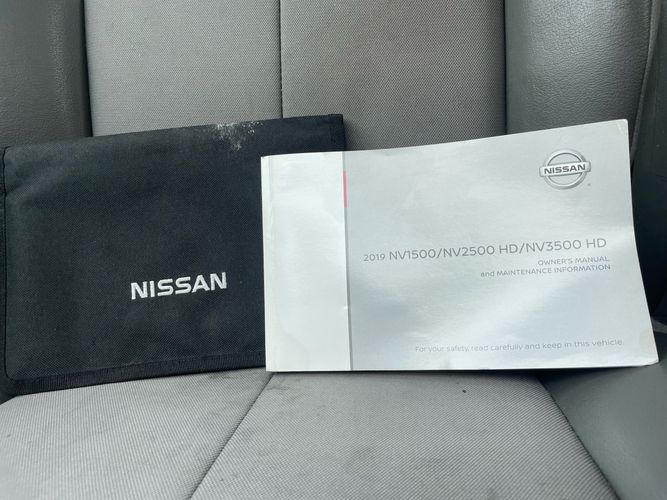 NISSAN
NISSAN
2019 NV1500/NV2500 HD/NV3500 HD
OWNER'S MANUAL
and MAINTENANCE INFORMATION
For your safety, read carefully and keep in this vehicle.